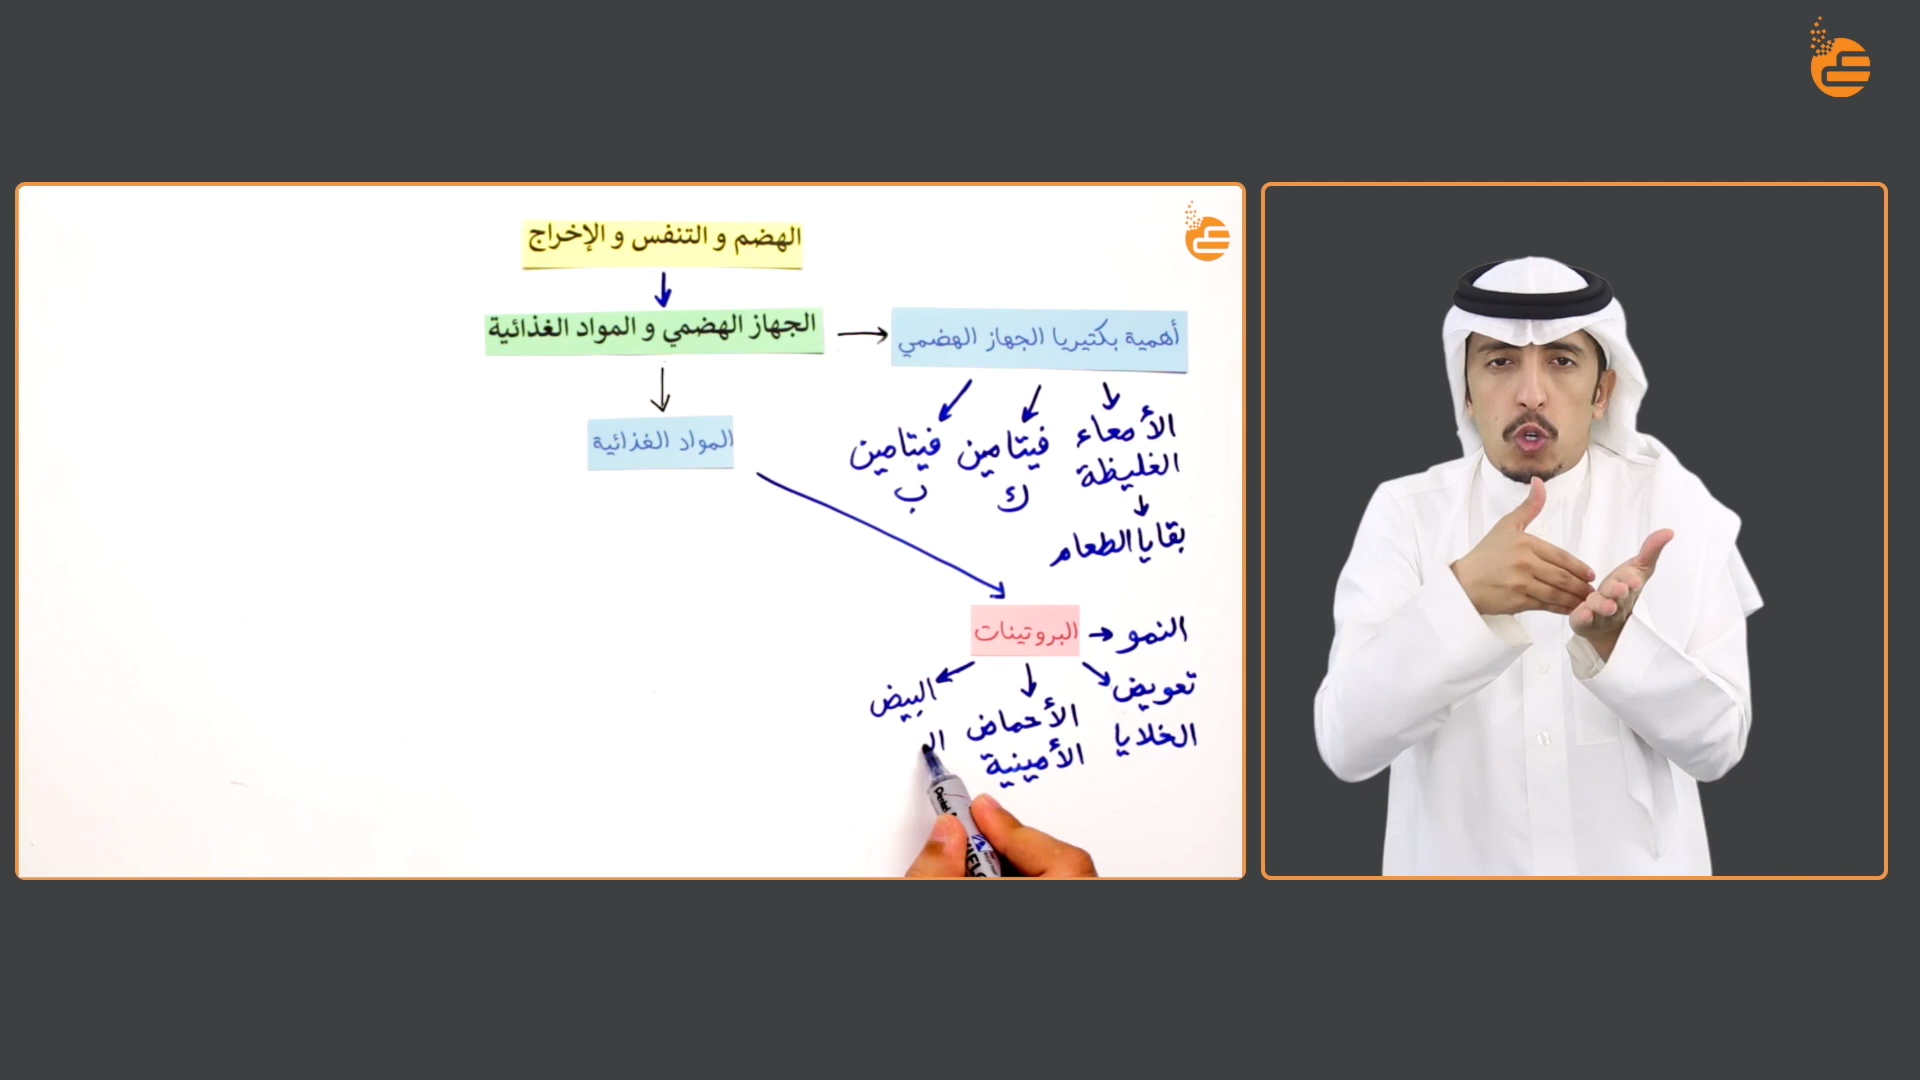 الهضم و التنفس و الإخراج
الجهاز الهضمي و المواد الغذائية
أهمية بكتيريا الجهاز الهضمي
الأمعاء
الغليظة
بقايا الطعام
فيتامين
ك
فيتامين
ب
المواد الغذائية
البروتينات
النمو
تعويض
الخلايا
الأحماض
الأمينية
البيض
Pentel